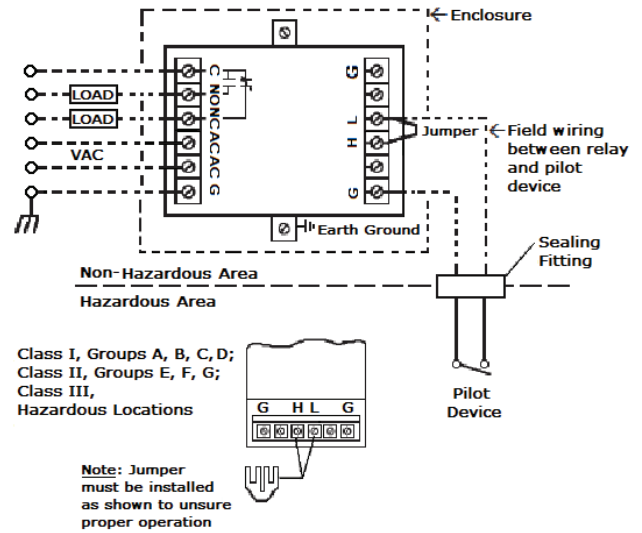 Enclosure
C
NO
NC
AC
AC
G
LOAD
LOAD
VAC
G
L
H
G
Jumper
Field wiring
between relay
and pilot
device
Earth Ground
Sealing
Fitting
Non-Hazardous Area
Hazardous Area
Class I, Groups A, B, C, D;
Class II, Groups E, F, G;
Class III,
Hazardous Locations
G H L G
Pilot
Device
Note: Jumper
must be installed
as shown to unsure
proper operation